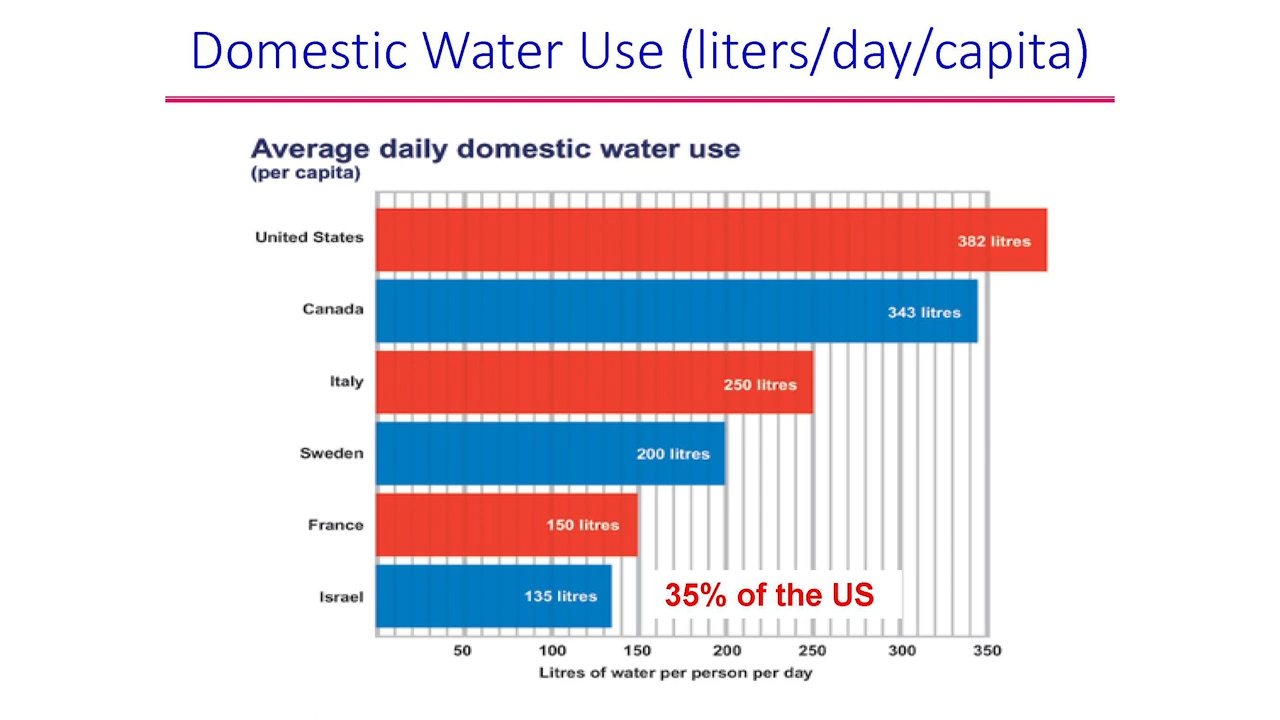 Domestic Water Use (liters/day/capita)
Average daily domestic water use
(per capita)
United States 382 litres
Canada 343 litres
Italy 250 litres
Sweden 200 litres
France 150 litres
Israel 135 litres 35% of the US
50 100 150 200 250 300 350
Litres of water per person per day